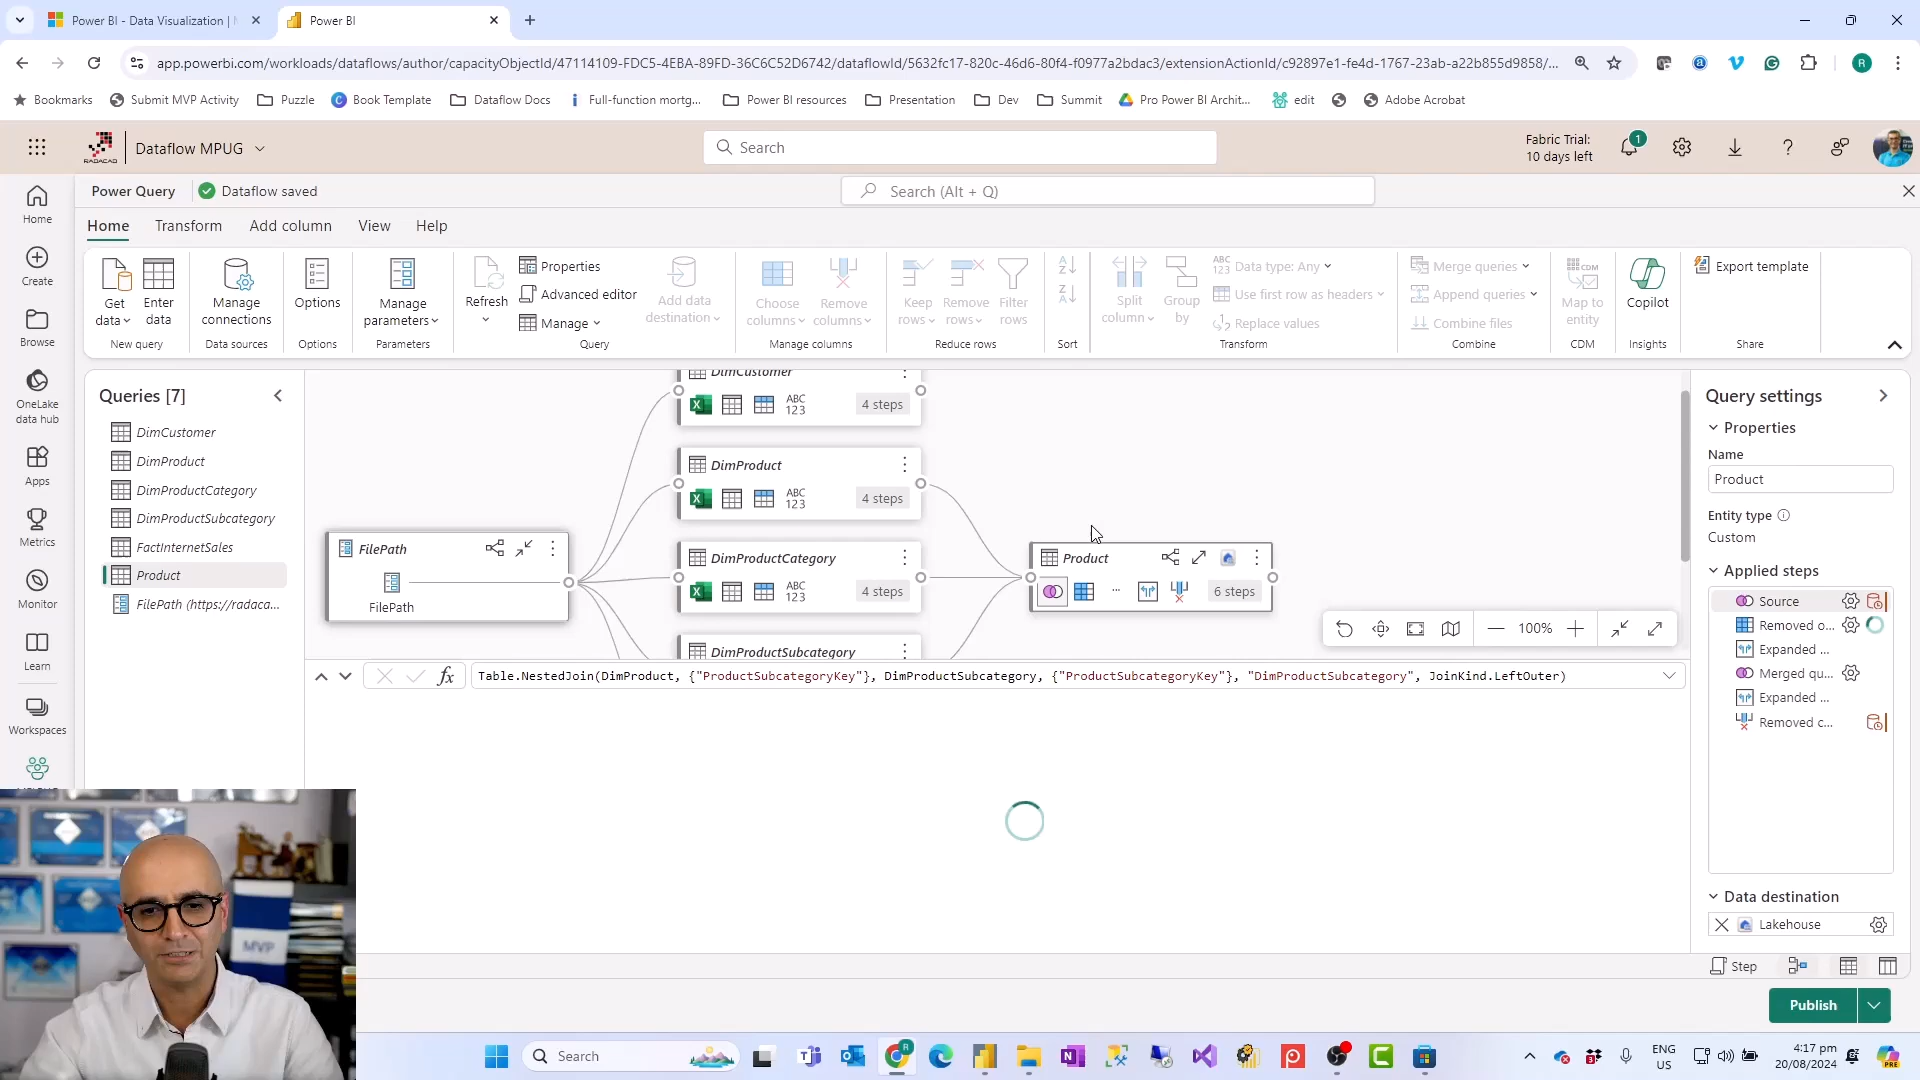 Power BI - Data Visualization |
Power BI
app.powerbi.com/workloads/dataflows/author/capacityObjectId/47114109-FDC5-4EBA-89FD-36C6C52D6742/dataflowId/5632fc17-820c-46d6-80f4-f0977a2bdac3/extensionActionId/c92897e1-fe4d-1767-23ab-a22b855d9858/...
R
Bookmarks
Submit MVP Activity
Puzzle
Book Template
Dataflow Docs
Full-function mortg...
Power BI resources
Presentation
Dev
Summit
Pro Power BI Archit...
edit
Adobe Acrobat
RADACAD
Dataflow MPUG
Search
Fabric Trial:
10 days left
1
Power Query
Dataflow saved
Search (Alt + Q)
Home
Transform
Add column
View
Help
Get
data
New query
Enter
data
Manage
connections
Data sources
Options
Options
Manage
parameters
Parameters
Refresh
Properties
Advanced editor
Manage
Query
Add data
destination
Choose
columns
Remove
columns
Manage columns
Keep
rows
Remove
rows
Filter
rows
Reduce rows
Sort
Split
column
Group
by
Data type: Any
Use first row as headers
Replace values
Transform
Merge queries
Append queries
Combine files
Combine
Map to
entity
CDM
Copilot
Insights
Export template
Share
Home
Create
Browse
OneLake
data hub
Apps
Metrics
Monitor
Learn
Workspaces
Queries [7]
DimCustomer
DimProduct
DimProductCategory
DimProductSubcategory
FactInternetSales
Product
FilePath (https://radaca...
FilePath
FilePath
DimCustomer
ABC
123
4 steps
DimProduct
ABC
123
4 steps
DimProductCategory
ABC
123
4 steps
DimProductSubcategory
Product
6 steps
100%
fx
Table.NestedJoin(DimProduct, {"ProductSubcategoryKey"}, DimProductSubcategory, {"ProductSubcategoryKey"}, "DimProductSubcategory", JoinKind.LeftOuter)
Query settings
Properties
Name
Product
Entity type
Custom
Applied steps
Source
Removed o...
Expanded ...
Merged qu...
Expanded ...
Removed c...
Data destination
Lakehouse
Step
Publish
MVP
Search
ENG
US
4:17 pm
20/08/2024